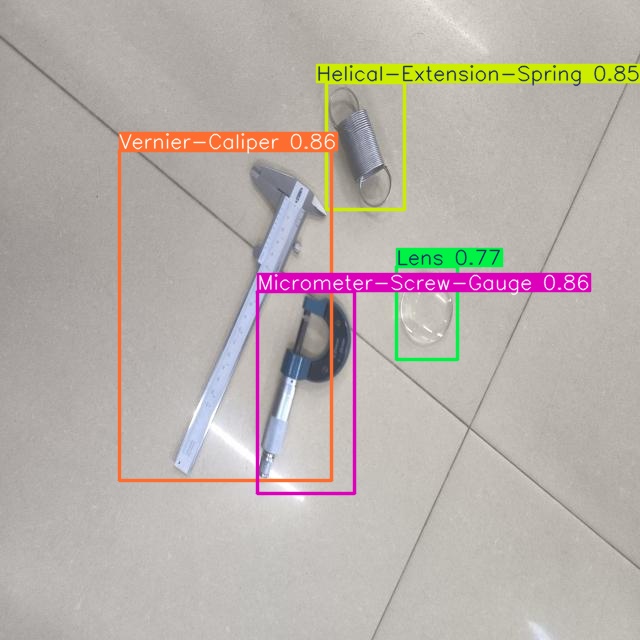 Helical-Extension-Spring 0.85
Vernier-Caliper 0.86
Lens 0.77
Micrometer-Screw-Gauge 0.86